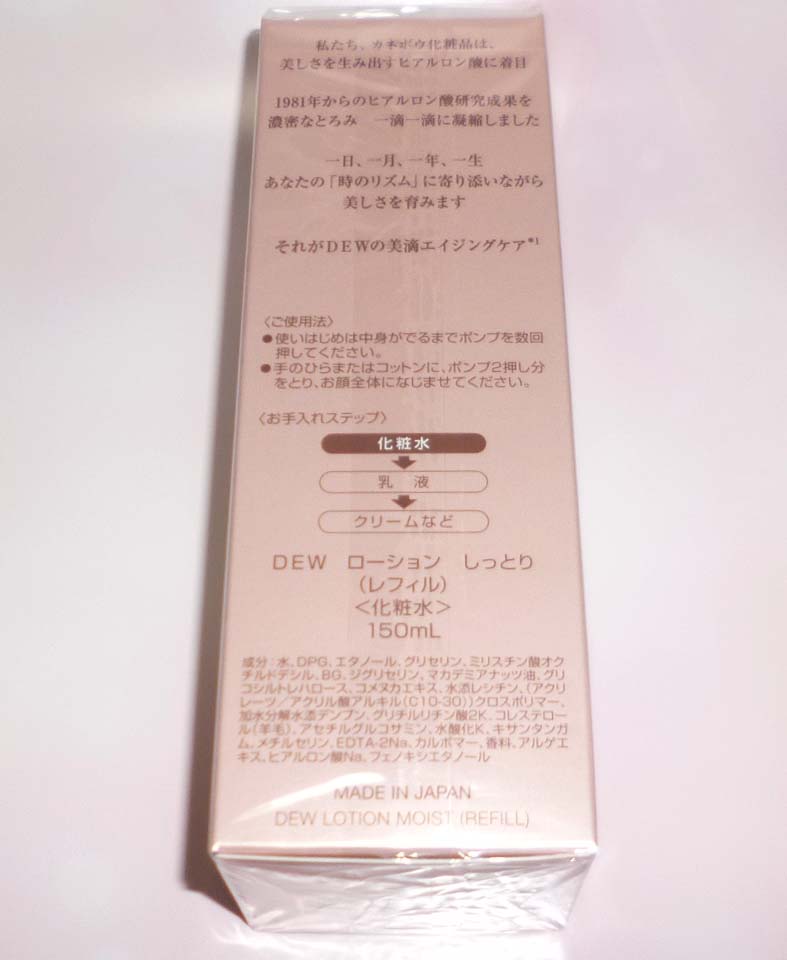 私たち、カネボウ化粧品は、
美しさを生み出すヒアルロン酸に着目
1981年からのヒアルロン酸研究成果を
濃密なとろみ　一滴一滴に凝縮しました
一日、一月、一年、一生
あなたの「時のリズム」に寄り添いながら
美しさを育みます
それがDEWの美滴エイジングケア*1
〈ご使用法〉
●使いはじめは中身がでるまでポンプを数回
押してください。
●手のひらまたはコットンに、ポンプ2押し分
をとり、お顔全体になじませてください。
〈お手入れステップ〉
化粧水
乳　液
クリームなど
DEW　ローション　しっとり
（レフィル）
＜化粧水＞
150mL
成分：水、DPG、エタノール、グリセリン、ミリスチン酸オク
チルドデシル、BG、ジグリセリン、マカデミアナッツ油、グリ
コシルトレハロース、コメヌカエキス、水添レシチン、（アクリ
レーツ／アクリル酸アルキル（C10-30））クロスポリマー、
加水分解水添デンプン、グリチルリチン酸2K、コレステロー
ル（羊毛）、アセチルグルコサミン、水酸化K、キサンタンガ
ム、メチルセリン、EDTA-2Na、カルボマー、香料、アルゲエ
キス、ヒアルロン酸Na、フェノキシエタノール
MADE IN JAPAN
DEW LOTION MOIST (REFILL)